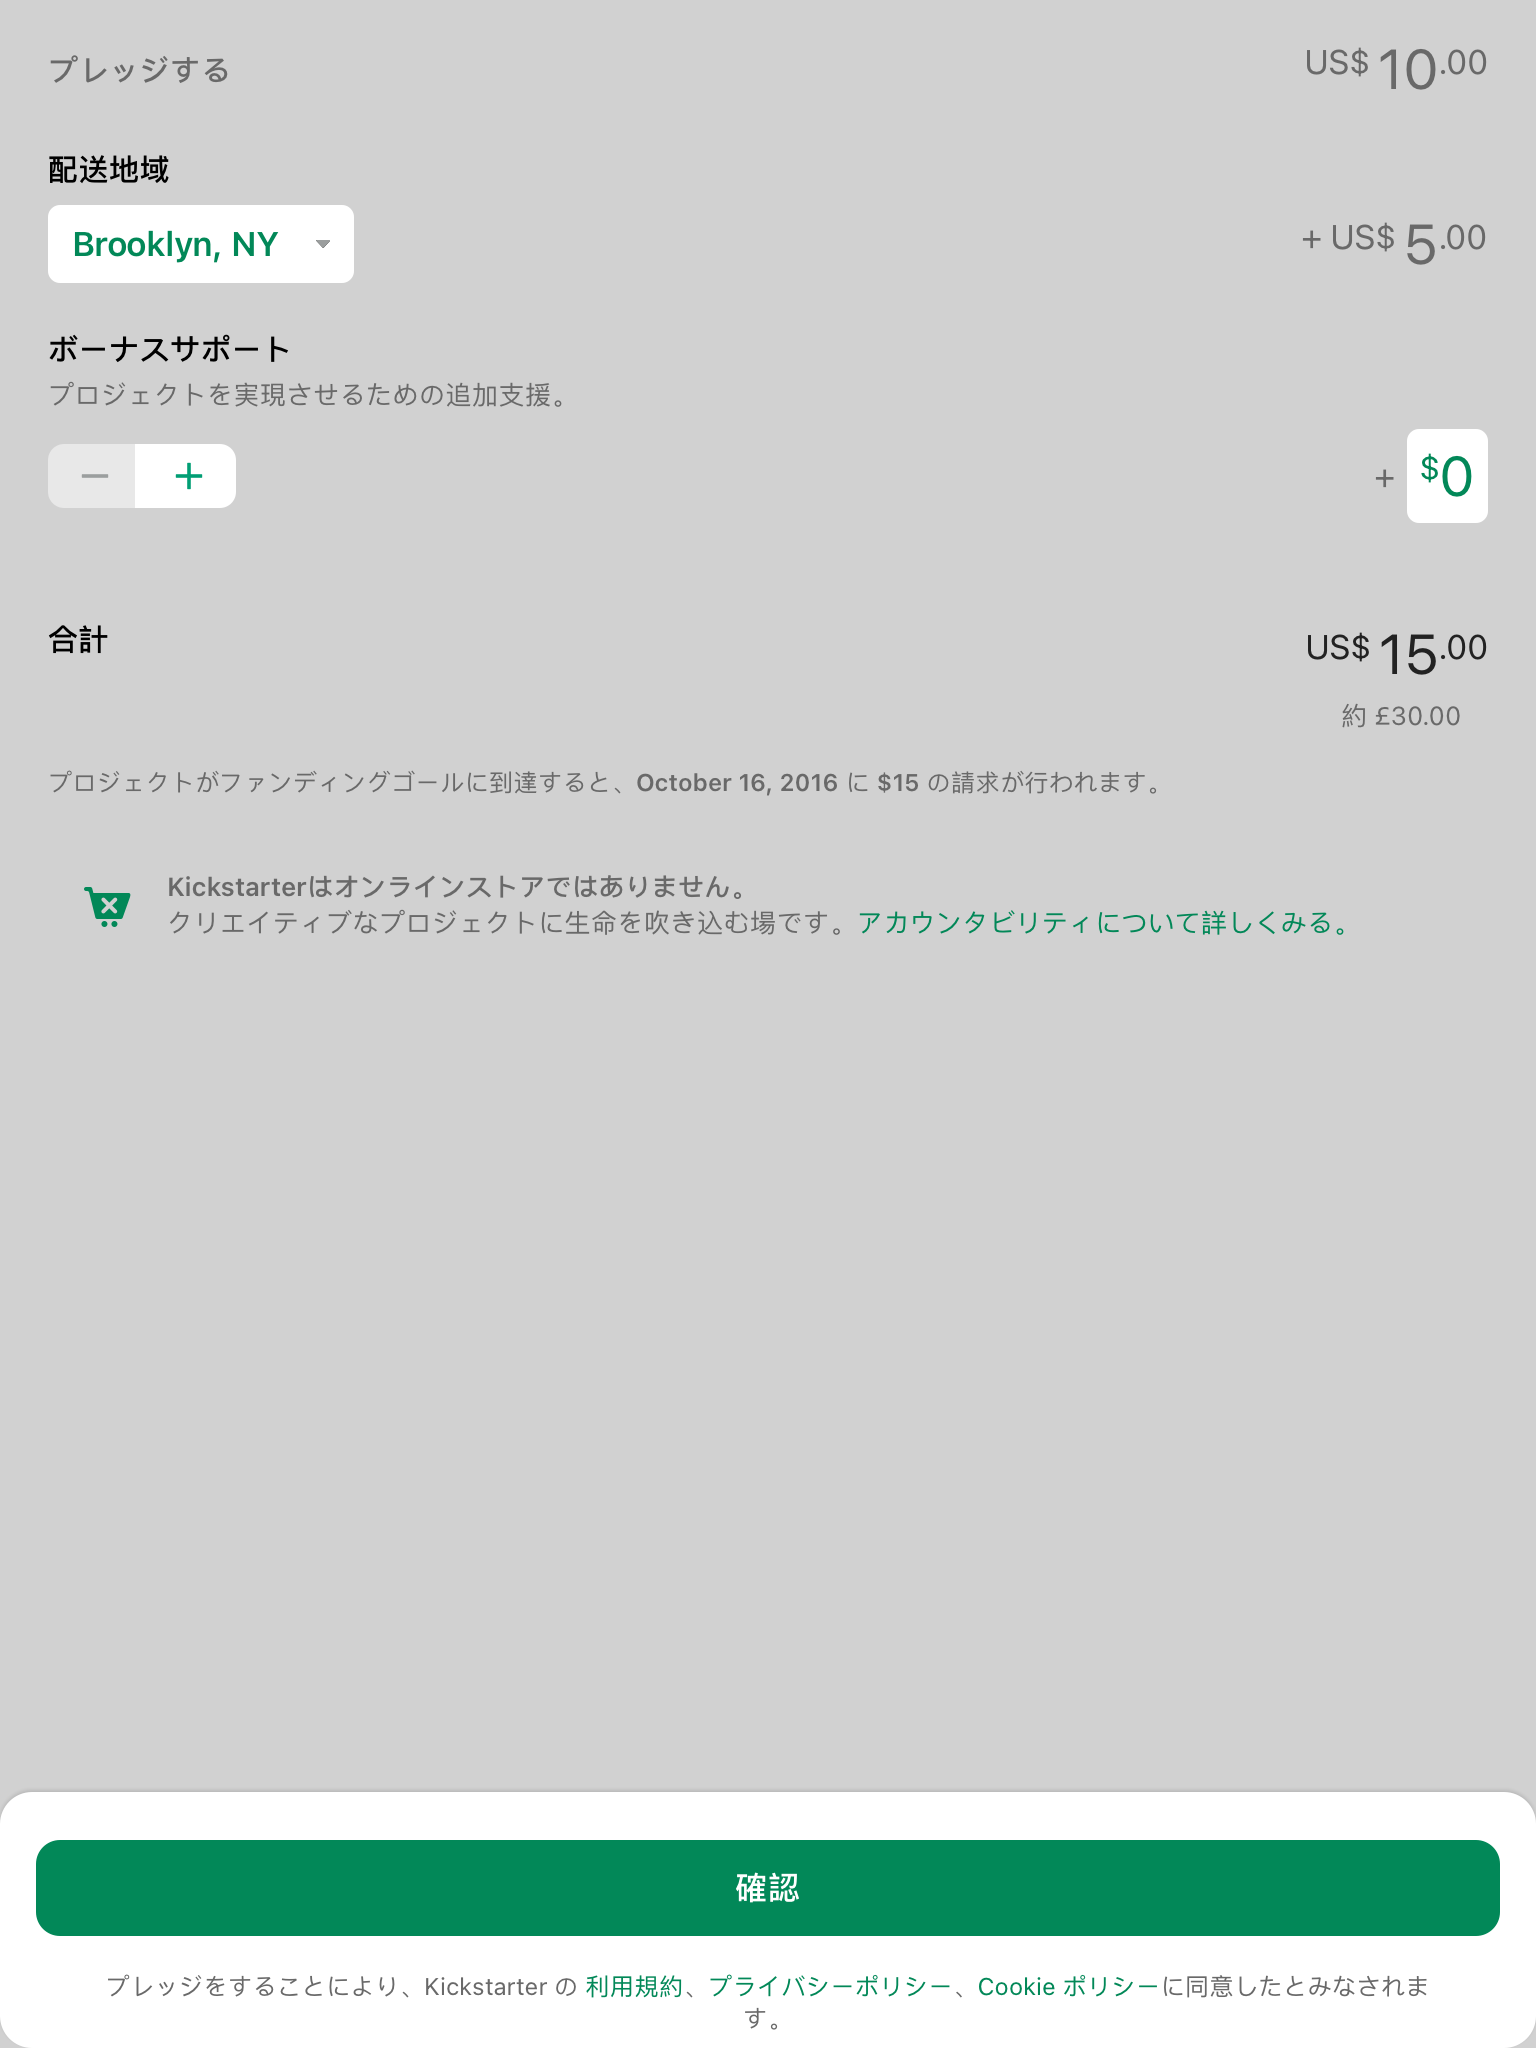 プレッジする US$ 10.00
配送地域
Brooklyn, NY + US$ 5.00
ボーナスサポート
プロジェクトを実現させるための追加支援。
− + + $0
合計 US$ 15.00
約 £30.00
プロジェクトがファンディングゴールに到達すると、October 16, 2016 に $15 の請求が行われます。
Kickstarterはオンラインストアではありません。
クリエイティブなプロジェクトに生命を吹き込む場です。アカウンタビリティについて詳しくみる。
確認
プレッジをすることにより、Kickstarter の 利用規約、プライバシーポリシー、Cookie ポリシーに同意したとみなされま
す。